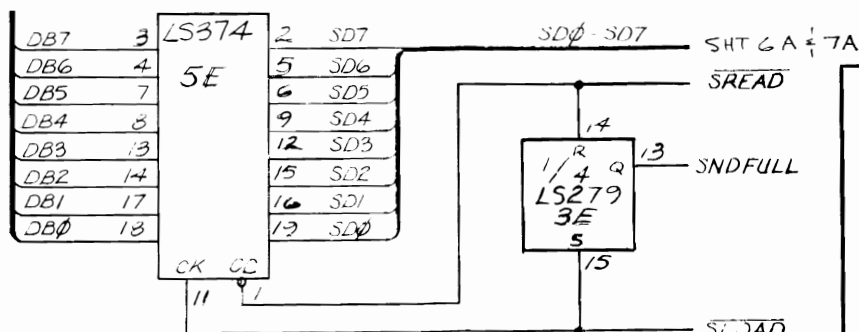 DB7 3 LS374 2 SD7 SDØ-SD7 SHT 6A & 7A
DB6 4 5E 5 SD6 SREAD
DB5 7 6 SD5
DB4 8 9 SD4 14
DB3 13 12 SD3 R
1/4 Q 13
DB2 14 15 SD2 SNDFULL
LS279
DB1 17 16 SD1 3E
DBØ 18 19 SDØ S
CK OC 15
11 1